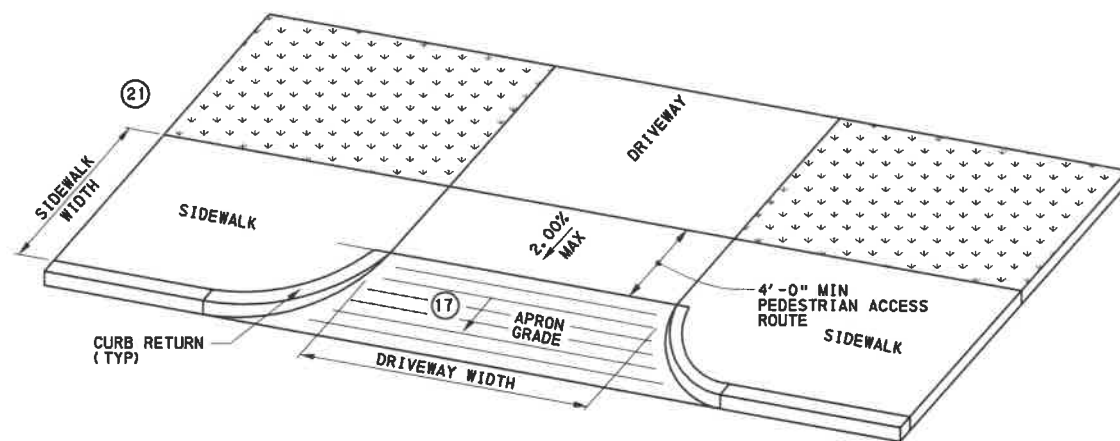 21
DRIVEWAY
SIDEWALK
WIDTH
SIDEWALK
2.00%
MAX
4'-0" MIN
PEDESTRIAN ACCESS
ROUTE
17
APRON
GRADE
SIDEWALK
CURB RETURN
(TYP)
DRIVEWAY WIDTH